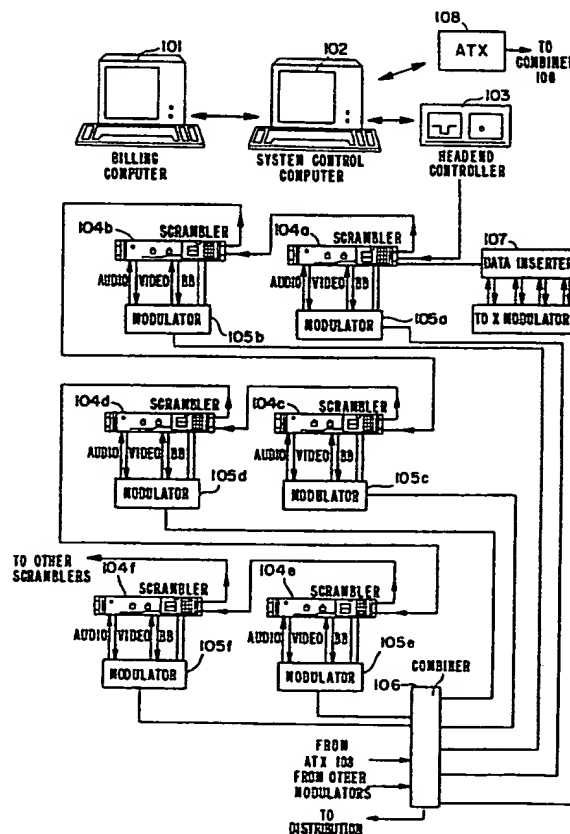 101
102
108
ATX
TO
COMBINER
106
103
BILLING
COMPUTER
SYSTEM CONTROL
COMPUTER
HEADEND
CONTROLLER
104b
SCRAMBLER
104a
SCRAMBLER
107
DATA INSERTER
AUDIO
VIDEO
BB
AUDIO
VIDEO
BB
MODULATOR
105b
MODULATOR
105a
TO X MODULATOR
104d
SCRAMBLER
104c
SCRAMBLER
AUDIO
VIDEO
BB
AUDIO
VIDEO
BB
MODULATOR
105d
MODULATOR
105c
TO OTHER
SCRAMBLERS
104f
SCRAMBLER
104e
SCRAMBLER
AUDIO
VIDEO
BB
AUDIO
VIDEO
BB
MODULATOR
105f
MODULATOR
105e
106
COMBINER
FROM
ATX 108
FROM OTHER
MODULATORS
TO
DISTRIBUTION